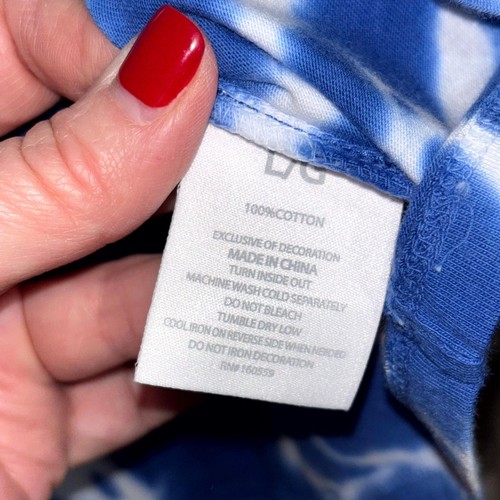 L/G
100%COTTON
EXCLUSIVE OF DECORATION
MADE IN CHINA
TURN INSIDE OUT
MACHINE WASH COLD SEPARATELY
DO NOT BLEACH
TUMBLE DRY LOW
COOL IRON ON REVERSE SIDE WHEN NERDED
DO NOT IRON DECORATION
RN#160559